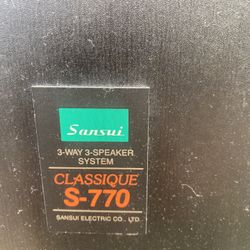 Sansui
3-WAY 3-SPEAKER
SYSTEM
CLASSIQUE
S-770
SANSUI ELECTRIC CO., LTD.